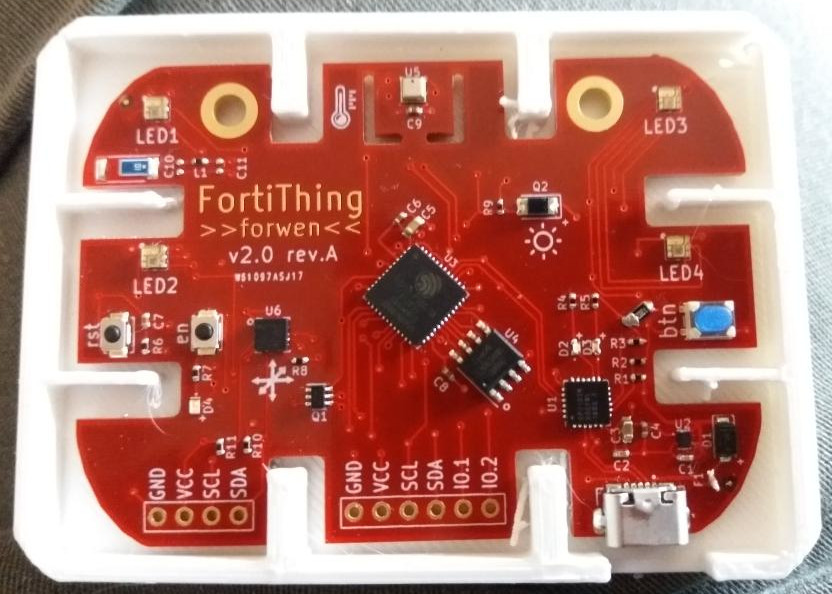 U5
C9
LED1
LED3
C10 L1 C11
FortiThing
>>forwen<<
v2.0 rev.A
WS1097ASJ17
Q2
R9
C6
C5
U3
LED2
LED4
rst
C7
R6
en
R7
D4
U6
R8
Q1
R11
R10
U4
C8
R4
R5
btn
D2
D3
R3
R2
R1
U1
C3
C4
C2
C1
D1
F1
GND VCC SCL SDA
GND VCC SCL SDA IO.1 IO.2